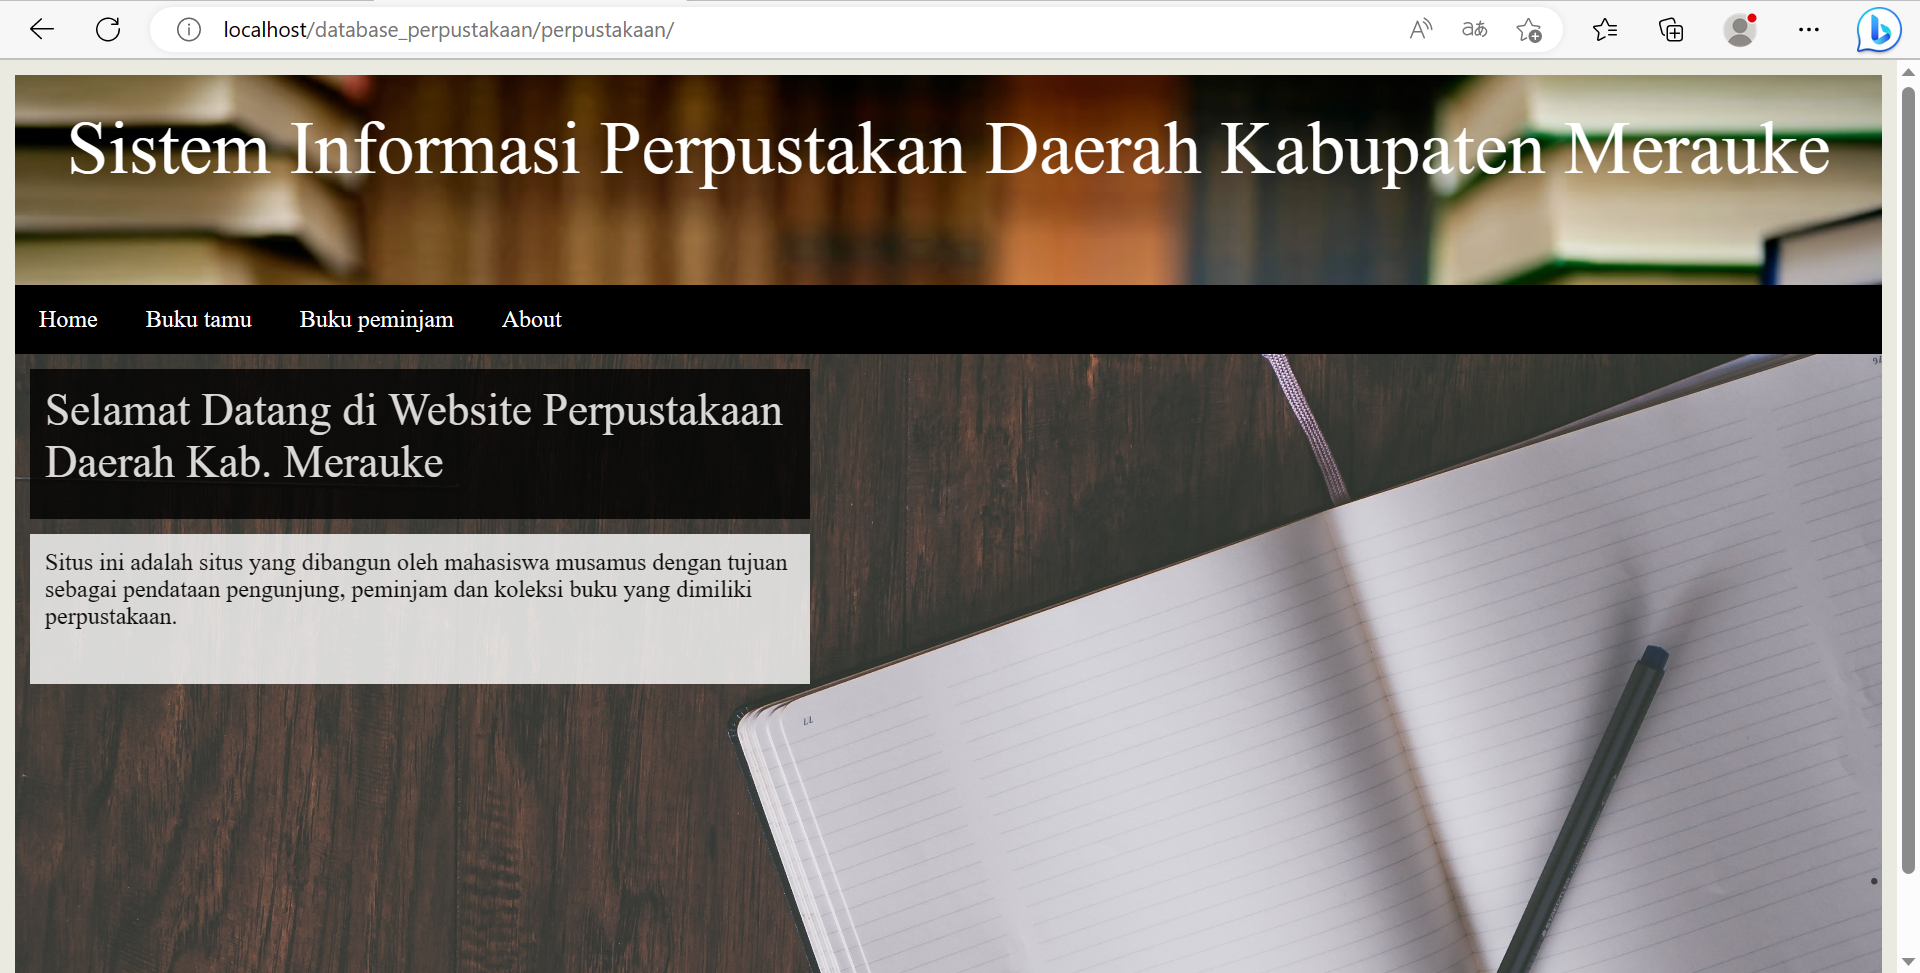 localhost/database_perpustakaan/perpustakaan/
Sistem Informasi Perpustakan Daerah Kabupaten Merauke
Home Buku tamu Buku peminjam About
Selamat Datang di Website Perpustakaan
Daerah Kab. Merauke
Situs ini adalah situs yang dibangun oleh mahasiswa musamus dengan tujuan
sebagai pendataan pengunjung, peminjam dan koleksi buku yang dimiliki
perpustakaan.